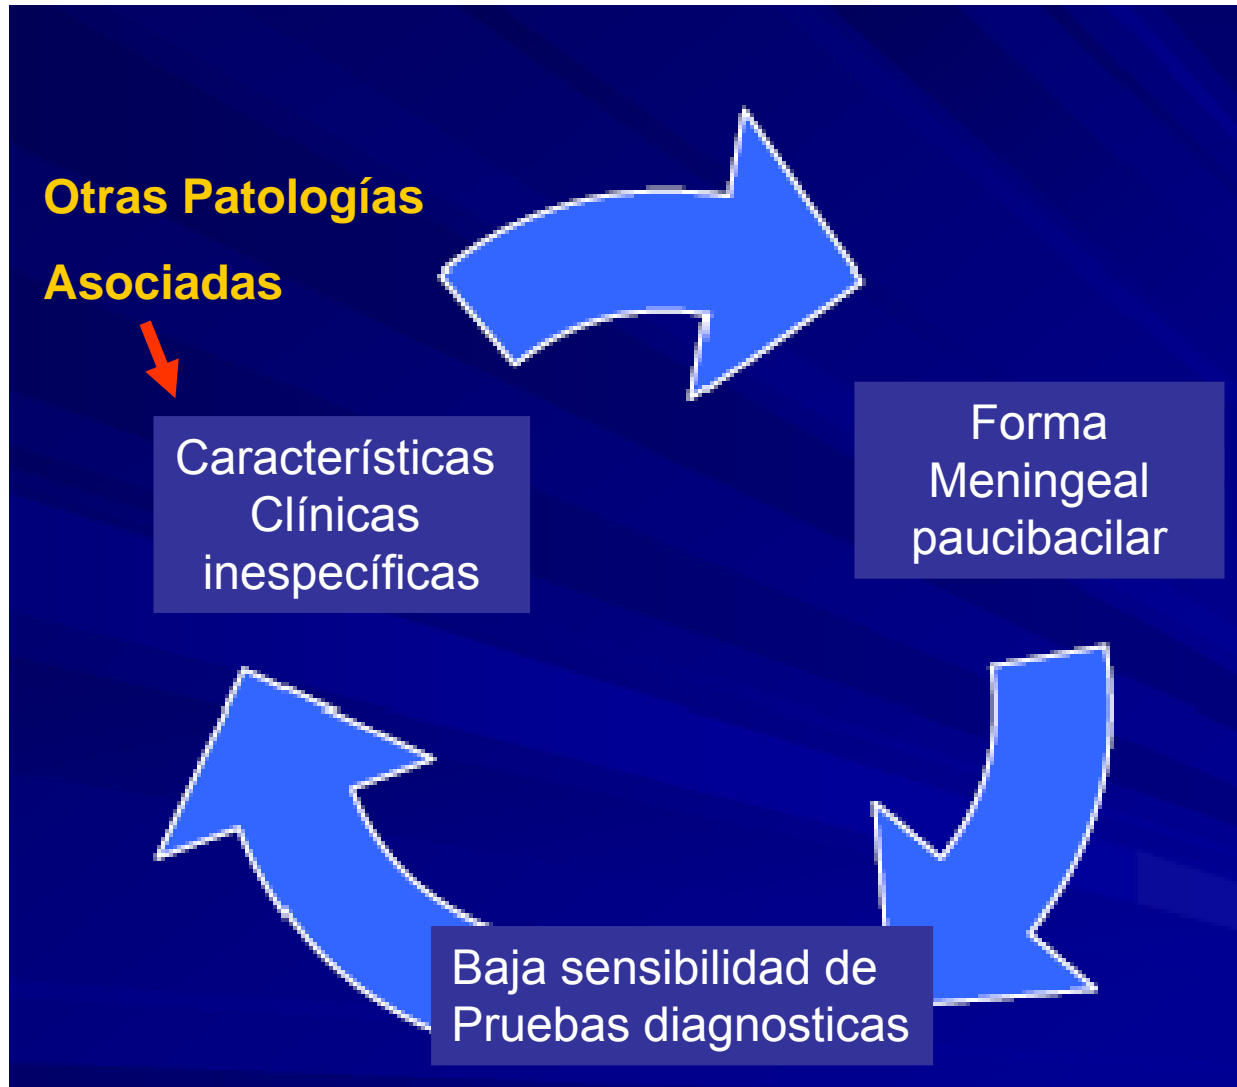 Otras Patologías
Asociadas
Características
Clínicas
inespecíficas
Forma
Meningeal
paucibacilar
Baja sensibilidad de
Pruebas diagnosticas